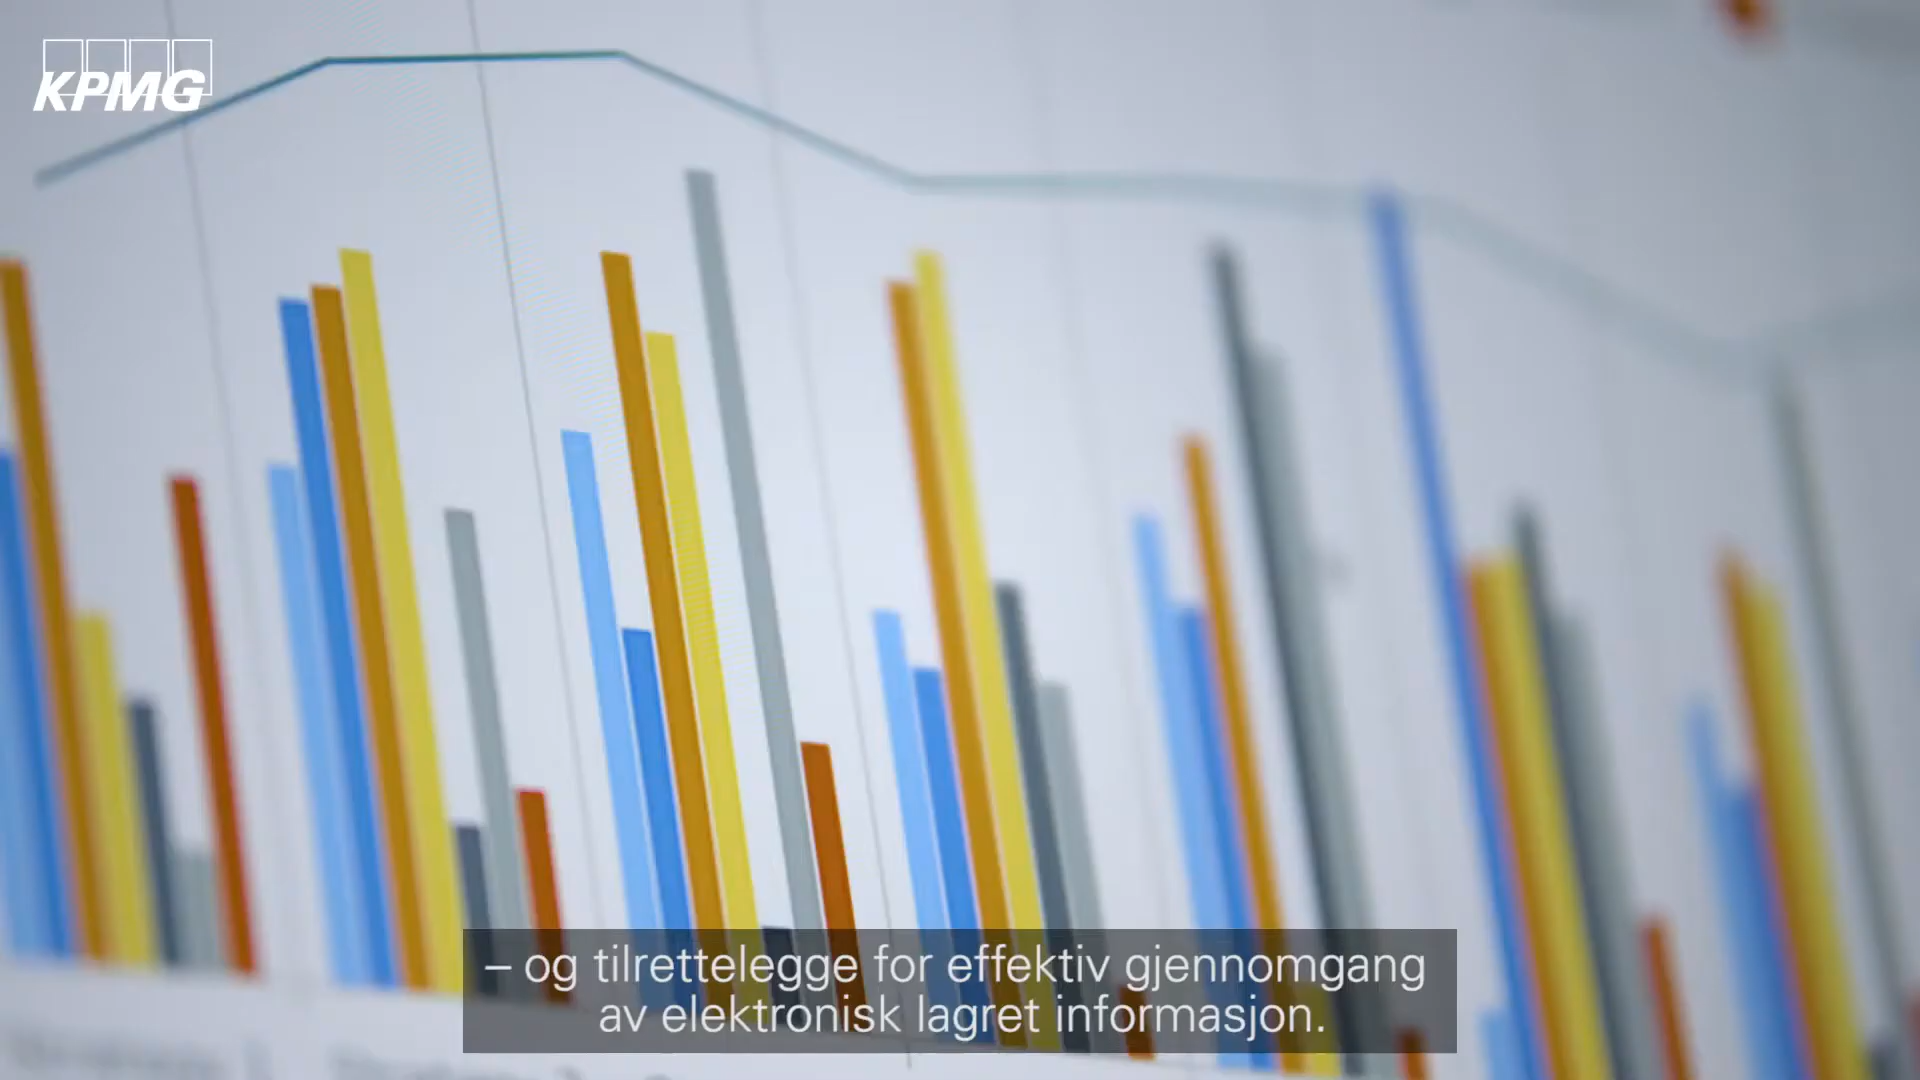 KPMG
– og tilrettelegge for effektiv gjennomgang
av elektronisk lagret informasjon.